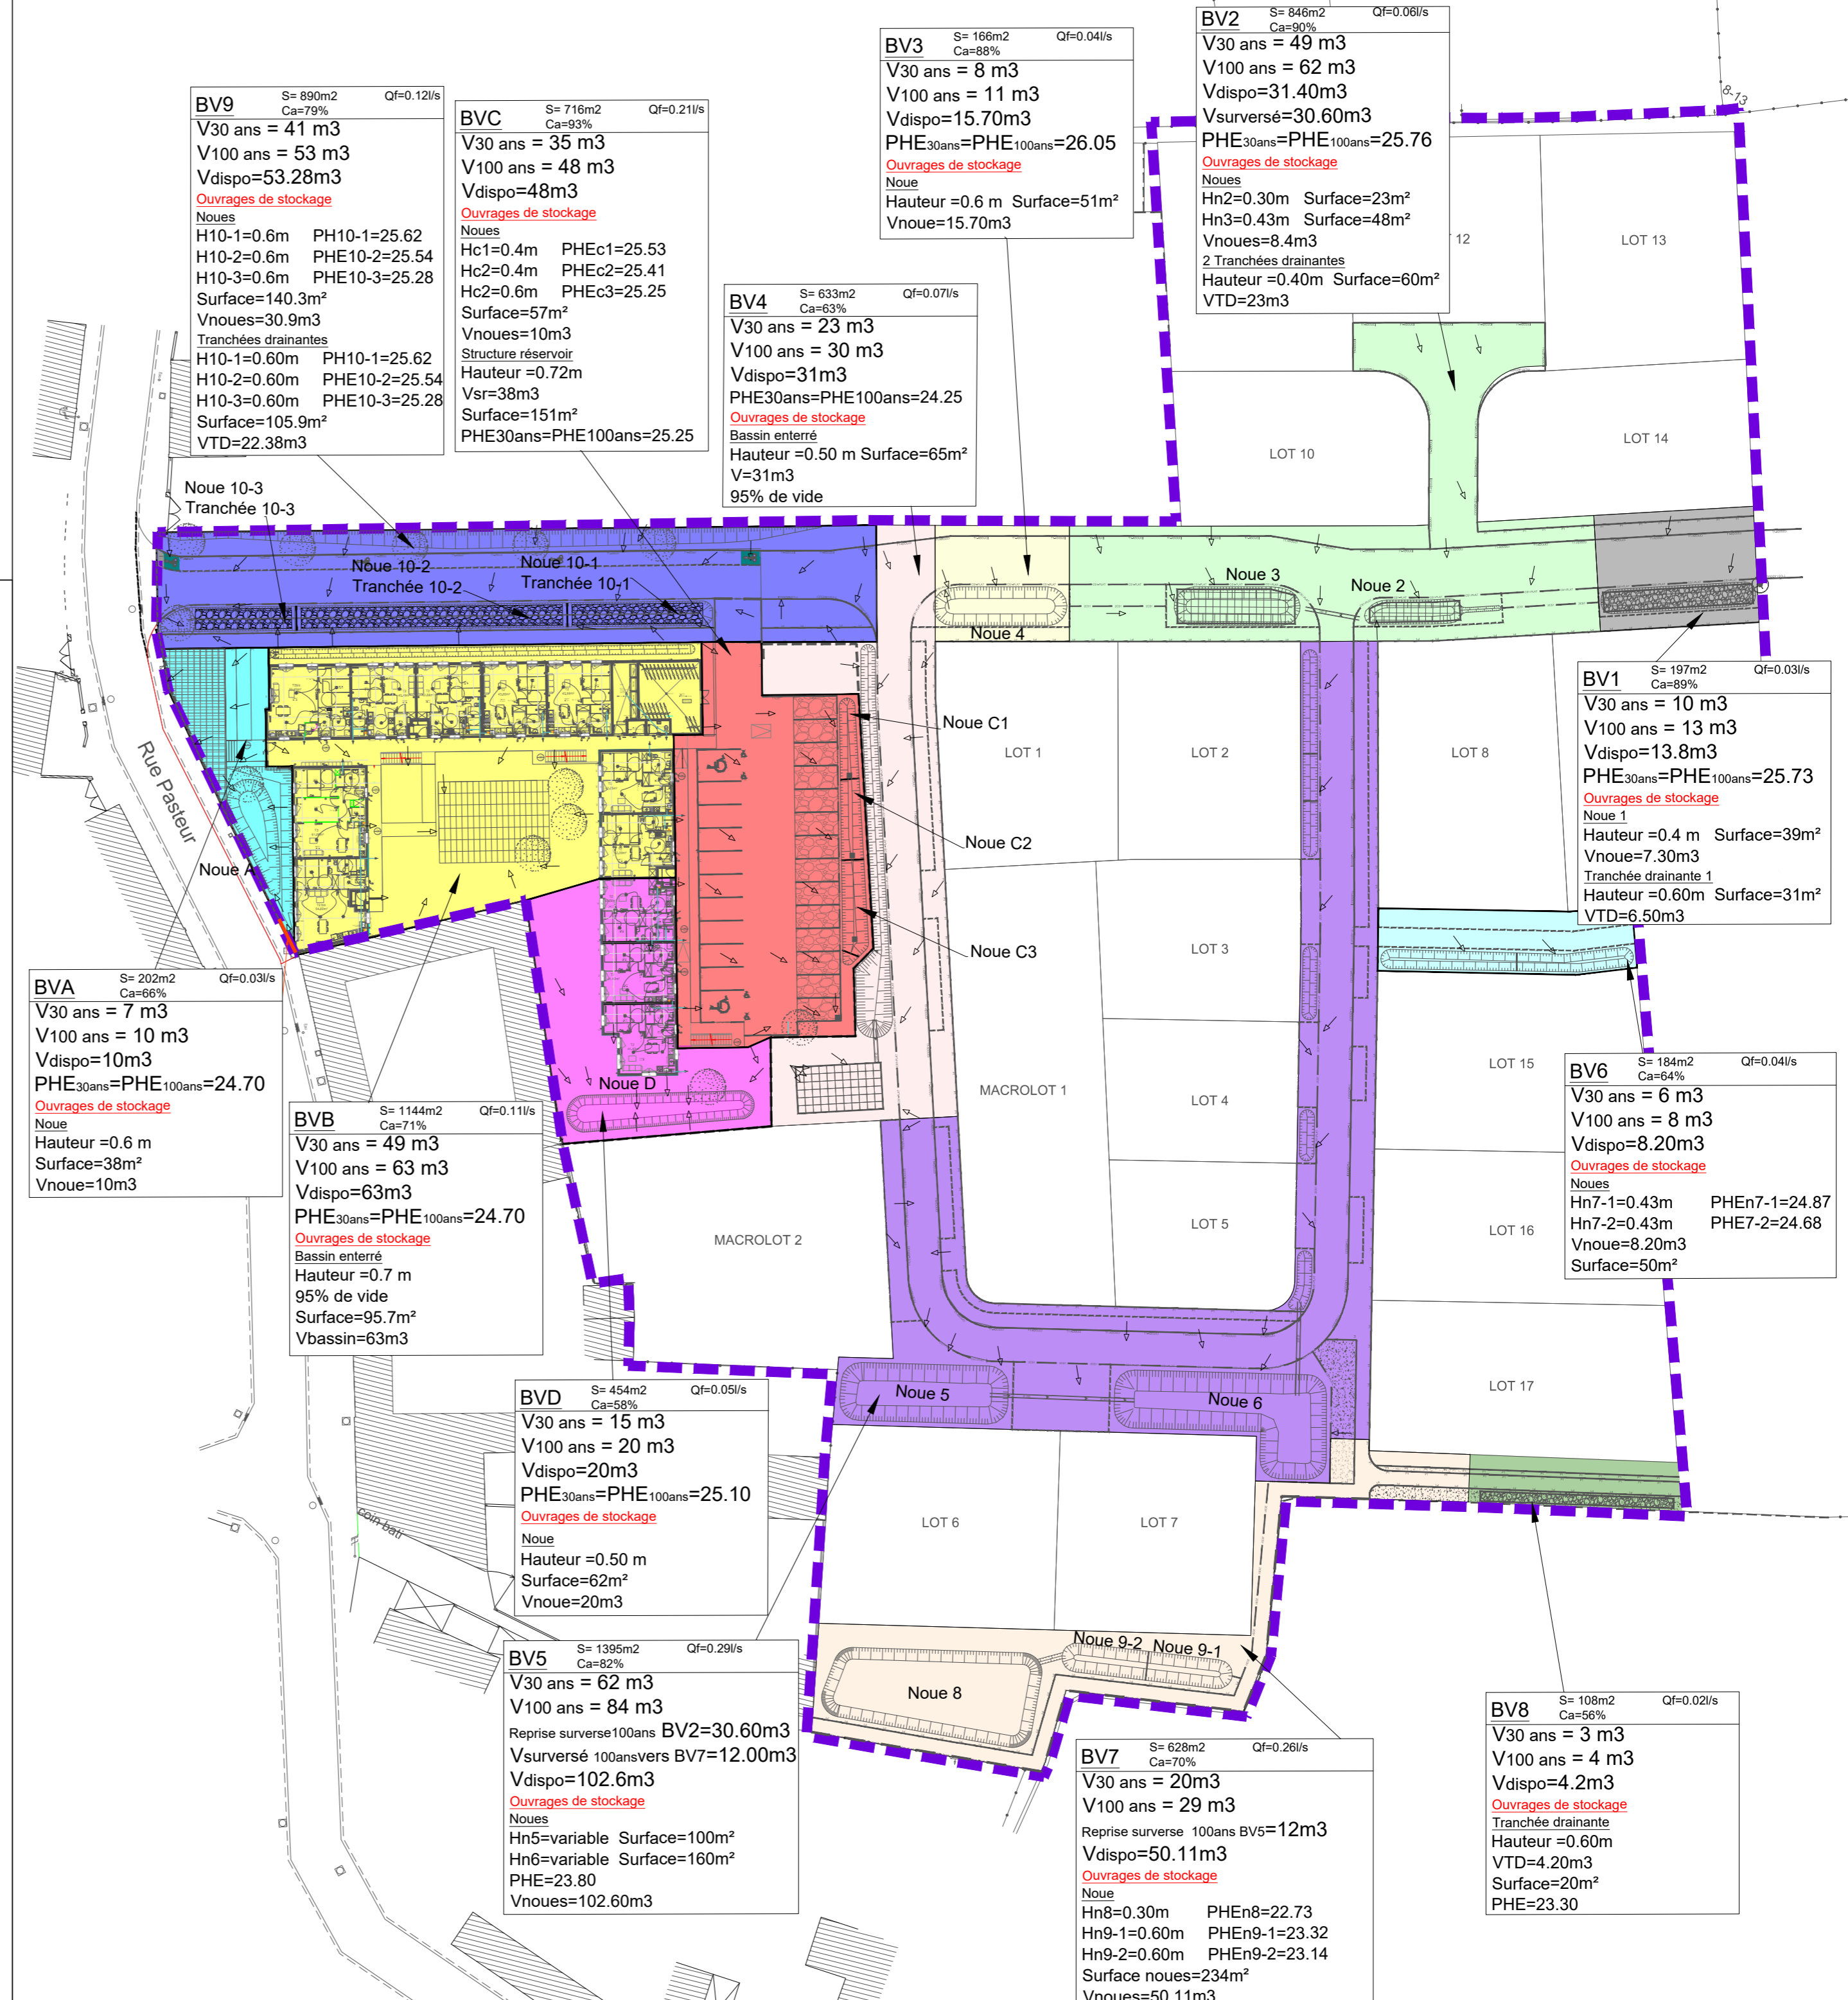 BV9 S= 890m2 Qf=0.12l/s
Ca=79%
V30 ans = 41 m3
V100 ans = 53 m3
Vdispo=53.28m3
Ouvrages de stockage
Noues
H10-1=0.6m PH10-1=25.62
H10-2=0.6m PHE10-2=25.54
H10-3=0.6m PHE10-3=25.28
Surface=140.3m²
Vnoues=30.9m3
Tranchées drainantes
H10-1=0.60m PH10-1=25.62
H10-2=0.60m PHE10-2=25.54
H10-3=0.60m PHE10-3=25.28
Surface=105.9m²
VTD=22.38m3
BVC S= 716m2 Qf=0.21l/s
Ca=93%
V30 ans = 35 m3
V100 ans = 48 m3
Vdispo=48m3
Ouvrages de stockage
Noues
Hc1=0.4m PHEc1=25.53
Hc2=0.4m PHEc2=25.41
Hc2=0.6m PHEc3=25.25
Surface=57m²
Vnoues=10m3
Structure réservoir
Hauteur =0.72m
Vsr=38m3
Surface=151m²
PHE30ans=PHE100ans=25.25
BV3 S= 166m2 Qf=0.04l/s
Ca=88%
V30 ans = 8 m3
V100 ans = 11 m3
Vdispo=15.70m3
PHE30ans=PHE100ans=26.05
Ouvrages de stockage
Noue
Hauteur =0.6 m Surface=51m²
Vnoue=15.70m3
BV2 S= 846m2 Qf=0.06l/s
Ca=90%
V30 ans = 49 m3
V100 ans = 62 m3
Vdispo=31.40m3
Vsurversé=30.60m3
PHE30ans=PHE100ans=25.76
Ouvrages de stockage
Noues
Hn2=0.30m Surface=23m²
Hn3=0.43m Surface=48m²
Vnoues=8.4m3
2 Tranchées drainantes
Hauteur =0.40m Surface=60m²
VTD=23m3
8-13
BV4 S= 633m2 Qf=0.07l/s
Ca=63%
V30 ans = 23 m3
V100 ans = 30 m3
Vdispo=31m3
PHE30ans=PHE100ans=24.25
Ouvrages de stockage
Bassin enterré
Hauteur =0.50 m Surface=65m²
V=31m3
95% de vide
12
LOT 13
LOT 10
LOT 14
Noue 10-3
Tranchée 10-3
Noue 10-2
Tranchée 10-2
Noue 10-1
Tranchée 10-1
Noue 4
Noue 3
Noue 2
Rue Pasteur
Noue A
Noue C1
Noue C2
Noue C3
Noue D
LOT 1
LOT 2
LOT 8
LOT 3
LOT 4
LOT 5
MACROLOT 1
MACROLOT 2
LOT 15
LOT 16
LOT 17
BV1 S= 197m2 Qf=0.03l/s
Ca=89%
V30 ans = 10 m3
V100 ans = 13 m3
Vdispo=13.8m3
PHE30ans=PHE100ans=25.73
Ouvrages de stockage
Noue 1
Hauteur =0.4 m Surface=39m²
Vnoue=7.30m3
Tranchée drainante 1
Hauteur =0.60m Surface=31m²
VTD=6.50m3
BVA S= 202m2 Qf=0.03l/s
Ca=66%
V30 ans = 7 m3
V100 ans = 10 m3
Vdispo=10m3
PHE30ans=PHE100ans=24.70
Ouvrages de stockage
Noue
Hauteur =0.6 m
Surface=38m²
Vnoue=10m3
BVB S= 1144m2 Qf=0.11l/s
Ca=71%
V30 ans = 49 m3
V100 ans = 63 m3
Vdispo=63m3
PHE30ans=PHE100ans=24.70
Ouvrages de stockage
Bassin enterré
Hauteur =0.7 m
95% de vide
Surface=95.7m²
Vbassin=63m3
BV6 S= 184m2 Qf=0.04l/s
Ca=64%
V30 ans = 6 m3
V100 ans = 8 m3
Vdispo=8.20m3
Ouvrages de stockage
Noues
Hn7-1=0.43m PHEn7-1=24.87
Hn7-2=0.43m PHE7-2=24.68
Vnoue=8.20m3
Surface=50m²
BVD S= 454m2 Qf=0.05l/s
Ca=58%
V30 ans = 15 m3
V100 ans = 20 m3
Vdispo=20m3
PHE30ans=PHE100ans=25.10
Ouvrages de stockage
Noue
Hauteur =0.50 m
Surface=62m²
Vnoue=20m3
Noue 5
Noue 6
LOT 6
LOT 7
coin bati
Noue 8
Noue 9-2
Noue 9-1
BV5 S= 1395m2 Qf=0.29l/s
Ca=82%
V30 ans = 62 m3
V100 ans = 84 m3
Reprise surverse100ans BV2=30.60m3
Vsurversé 100ansvers BV7=12.00m3
Vdispo=102.6m3
Ouvrages de stockage
Noues
Hn5=variable Surface=100m²
Hn6=variable Surface=160m²
PHE=23.80
Vnoues=102.60m3
BV7 S= 628m2 Qf=0.26l/s
Ca=70%
V30 ans = 20m3
V100 ans = 29 m3
Reprise surverse 100ans BV5=12m3
Vdispo=50.11m3
Ouvrages de stockage
Noue
Hn8=0.30m PHEn8=22.73
Hn9-1=0.60m PHEn9-1=23.32
Hn9-2=0.60m PHEn9-2=23.14
Surface noues=234m²
Vnoues=50.11m3
BV8 S= 108m2 Qf=0.02l/s
Ca=56%
V30 ans = 3 m3
V100 ans = 4 m3
Vdispo=4.2m3
Ouvrages de stockage
Tranchée drainante
Hauteur =0.60m
VTD=4.20m3
Surface=20m²
PHE=23.30